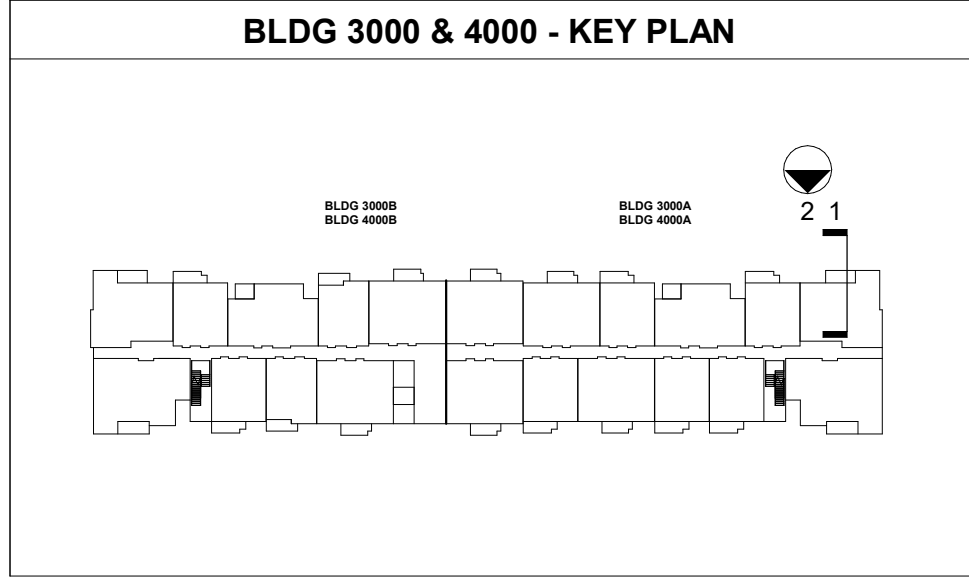 BLDG 3000 & 4000 - KEY PLAN
BLDG 3000B
BLDG 4000B
BLDG 3000A
BLDG 4000A
2 1